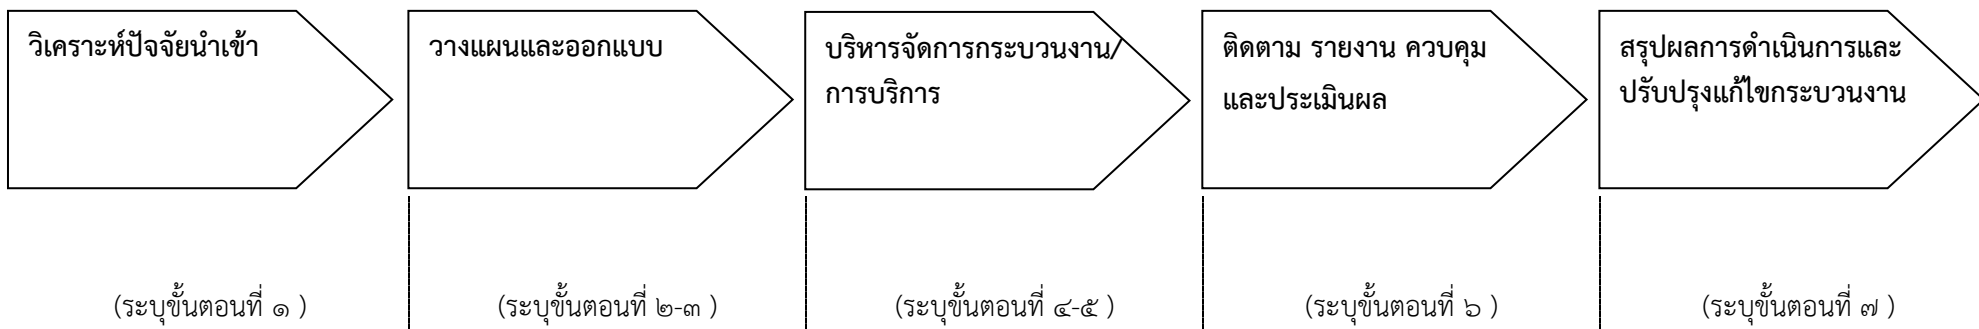 วิเคราะห์ปัจจัยนำเข้า
วางแผนและออกแบบ
บริหารจัดการกระบวนงาน/
การบริการ
ติดตาม รายงาน ควบคุม
และประเมินผล
สรุปผลการดำเนินการและ
ปรับปรุงแก้ไขกระบวนงาน
(ระบุขั้นตอนที่ ๑ )
(ระบุขั้นตอนที่ ๒-๓ )
(ระบุขั้นตอนที่ ๔-๕ )
(ระบุขั้นตอนที่ ๖ )
(ระบุขั้นตอนที่ ๗ )